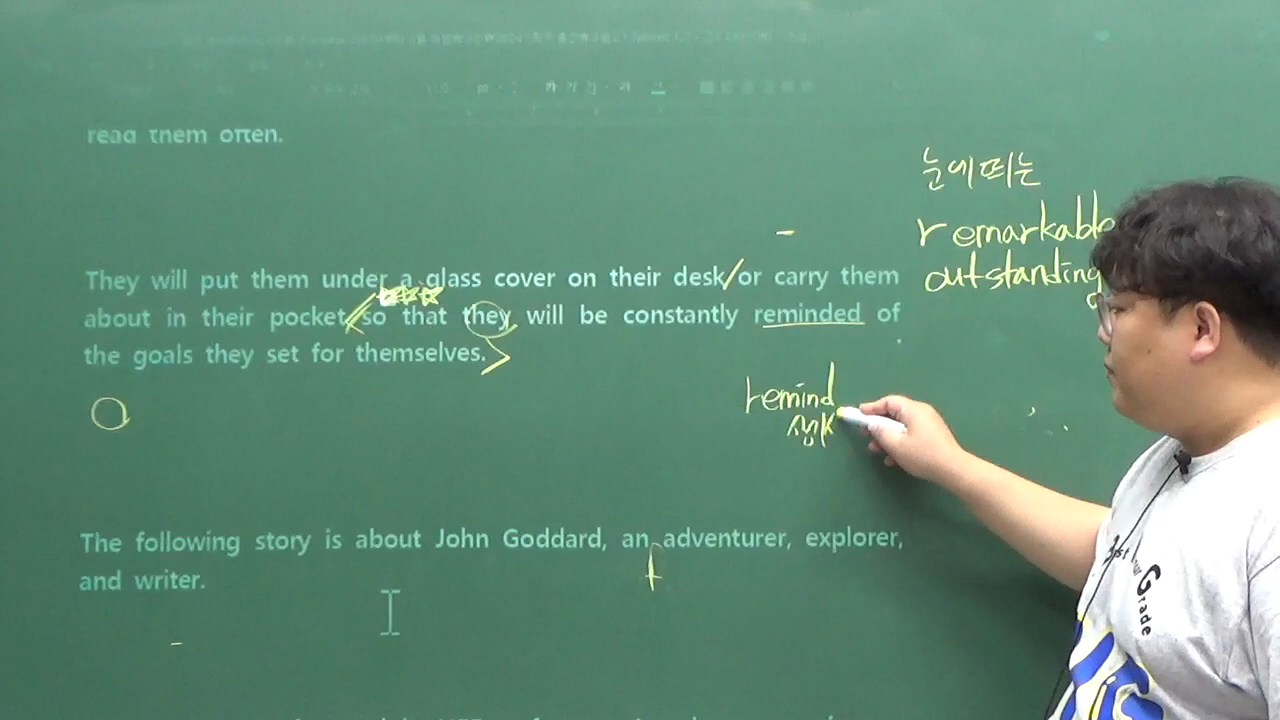 read them often.
눈에 띄는
remarkable
outstanding
They will put them under a glass cover on their desk/or carry them
about in their pocket so that they will be constantly reminded of
the goals they set for themselves.
remind
생
The following story is about John Goddard, an adventurer, explorer,
and writer.
Grade